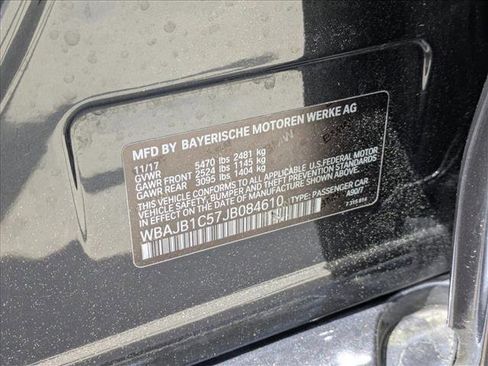 MFD BY BAYERISCHE MOTOREN WERKE AG
11/17
GVWR 5470 lbs 2481 kg
GAWR FRONT 2524 lbs 1145 kg
GAWR REAR 3095 lbs 1404 kg
THIS VEHICLE CONFORMS TO ALL APPLICABLE U.S.FEDERAL MOTOR
VEHICLE SAFETY, BUMPER AND THEFT PREVENTION STANDARDS
IN EFFECT ON THE DATE OF MANUFACTURE SHOWN ABOVE.
WBAJB1C57JB084610 TYPE: PASSENGER CAR
A90/7